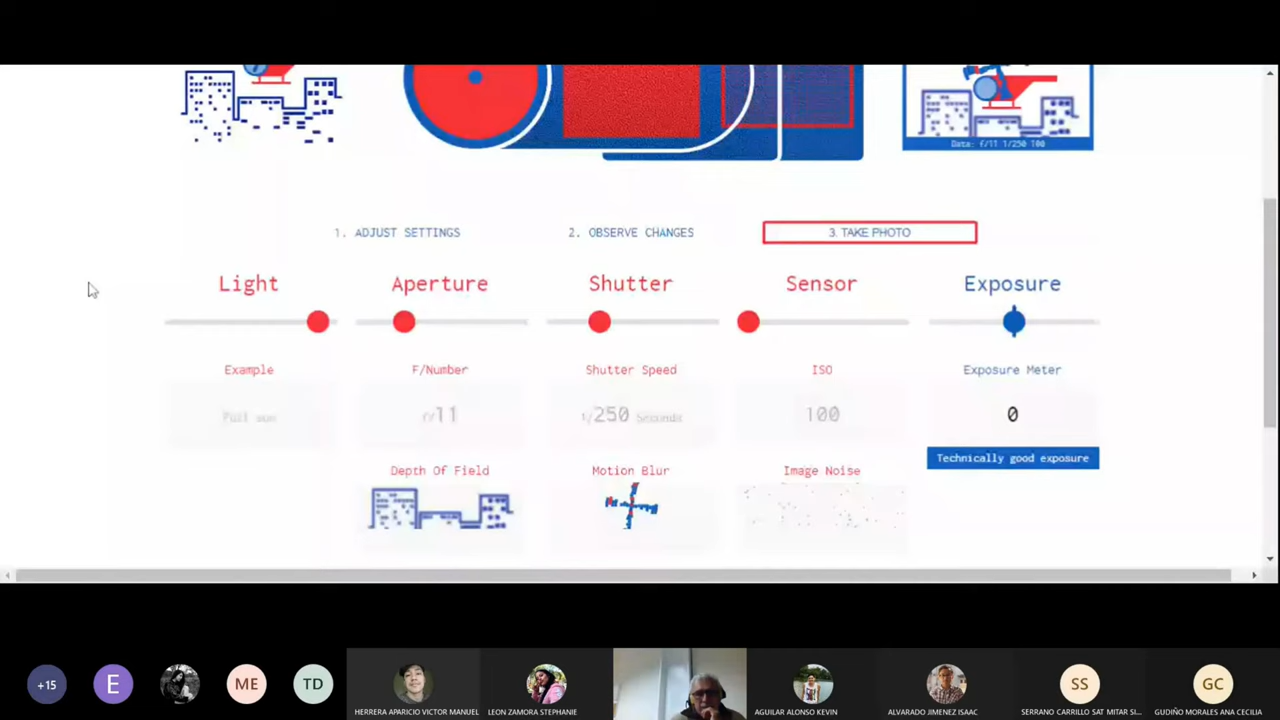 Data: f/11 1/250 100
1. ADJUST SETTINGS
2. OBSERVE CHANGES
3. TAKE PHOTO
Light
Aperture
Shutter
Sensor
Exposure
Example
F/Number
Shutter Speed
ISO
Exposure Meter
Full sun
f/11
1/250 Seconds
100
0
Technically good exposure
Depth Of Field
Motion Blur
Image Noise
+15
E
ME
TD
HERRERA APARICIO VICTOR MANUEL
LEON ZAMORA STEPHANIE
AGUILAR ALONSO KEVIN
ALVARADO JIMENEZ ISAAC
SS
SERRANO CARRILLO SAT MITAR SI...
GC
GUDIÑO MORALES ANA CECILIA